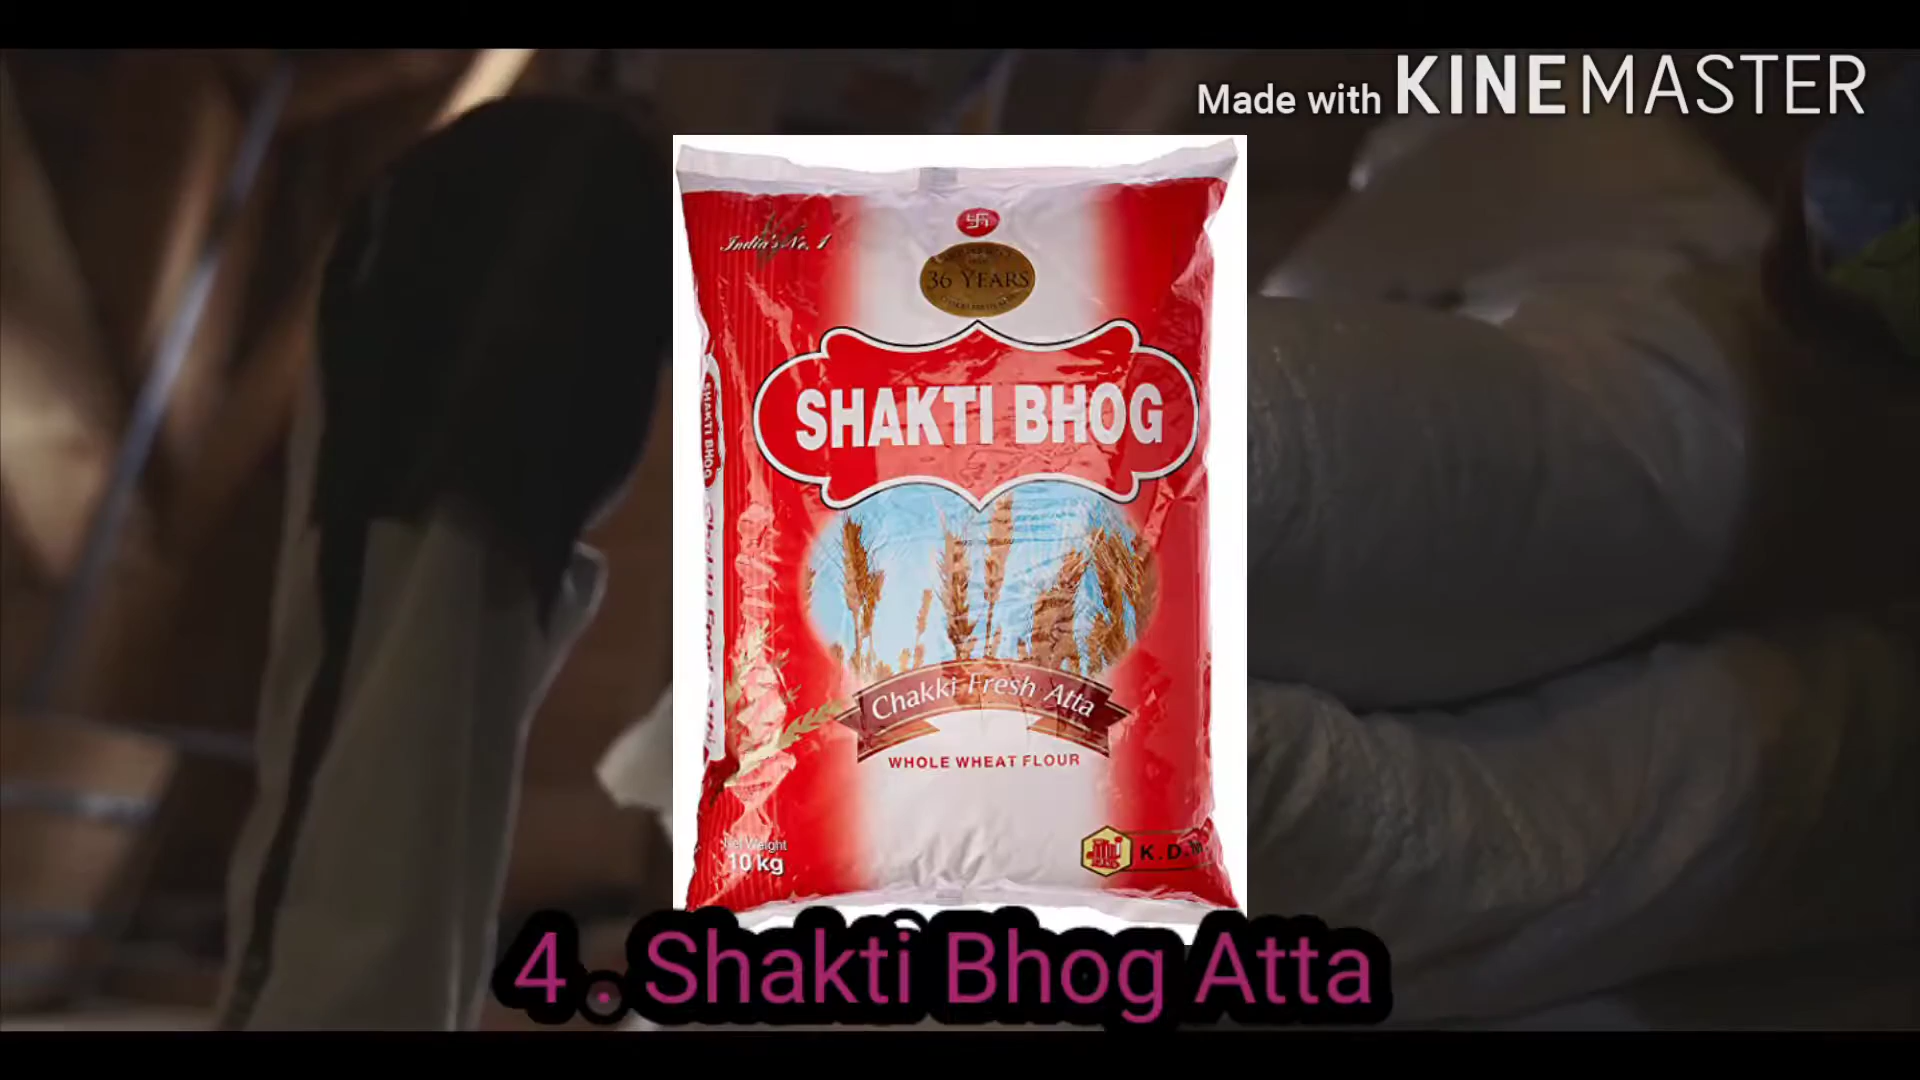 Made with KINEMASTER
India's No. 1
36 YEARS
SHAKTI BHOG
SHAKTI BHOG
Chakki Fresh Atta
WHOLE WHEAT FLOUR
Net Weight
10 kg
K.D.
4. Shakti Bhog Atta